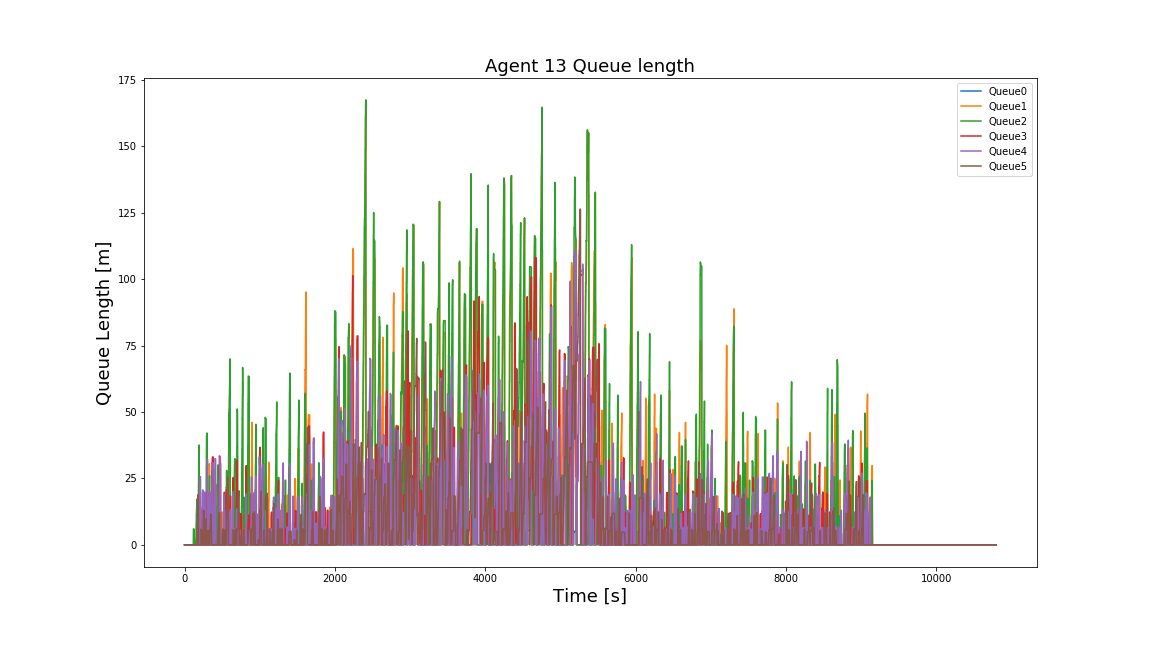 Agent 13 Queue length
Queue Length [m]
175
150
125
100
75
50
25
0
0
2000
4000
6000
8000
10000
Time [s]
Queue0
Queue1
Queue2
Queue3
Queue4
Queue5